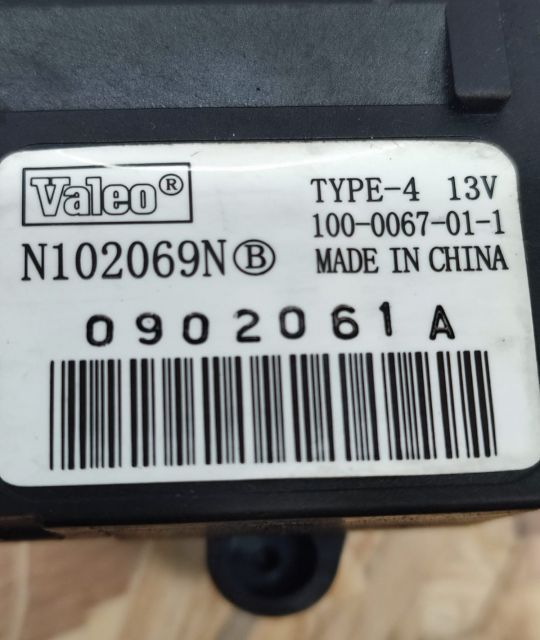 Valeo®
TYPE-4 13V
100-0067-01-1
N102069NⒷ
MADE IN CHINA
0902061A